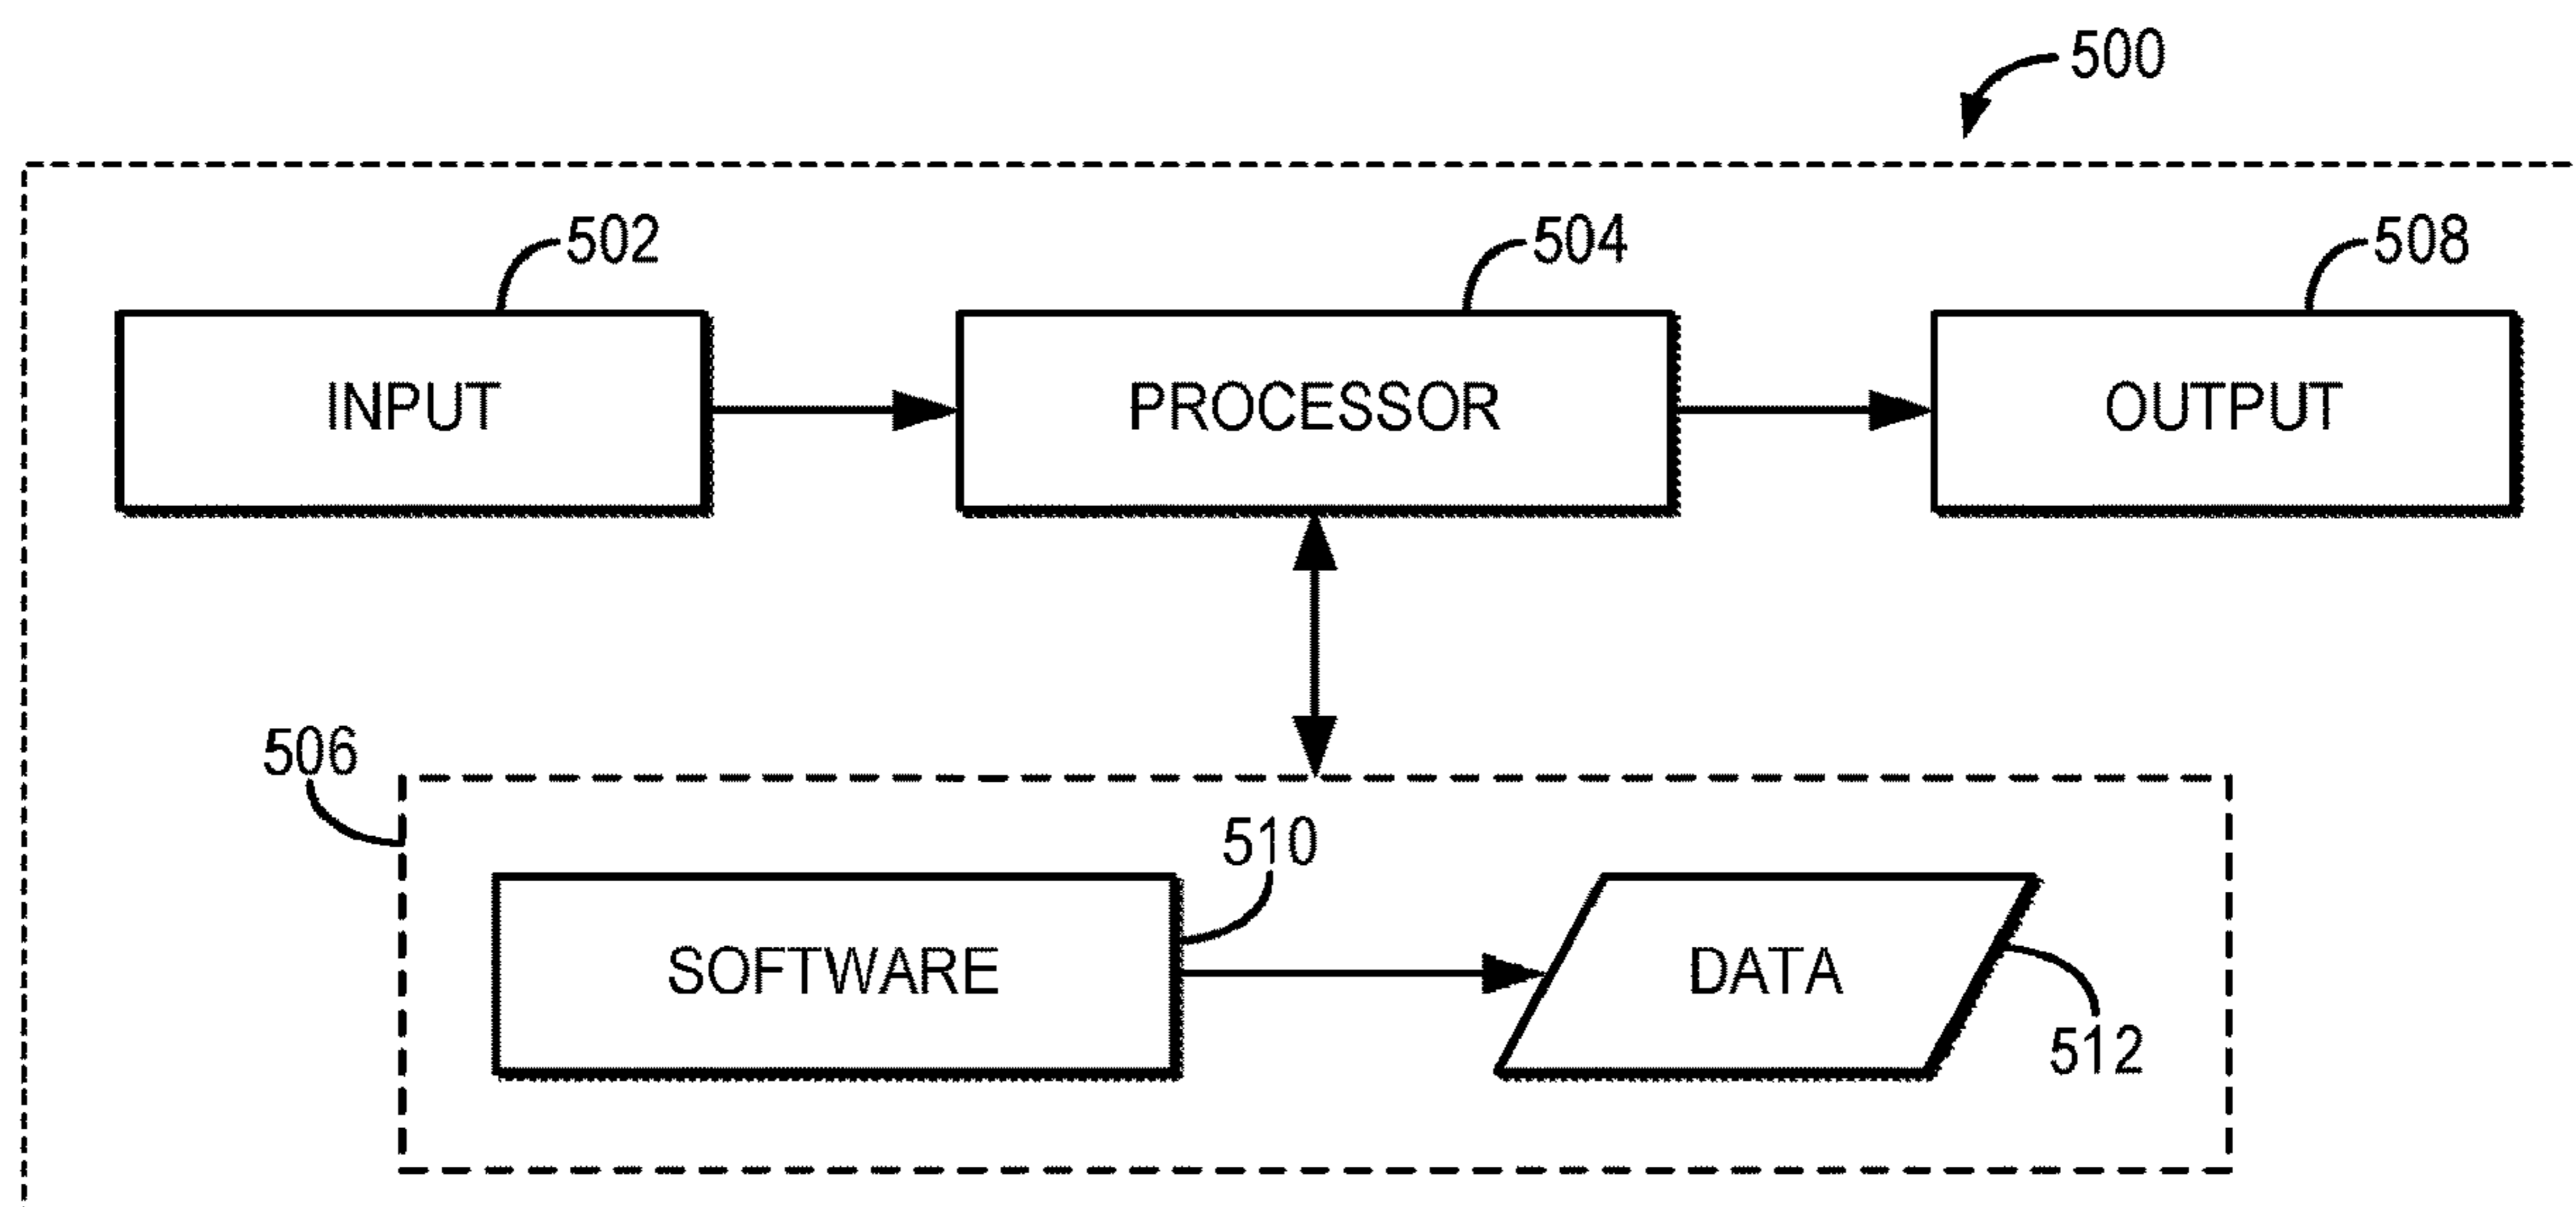 500
502
504
508
INPUT
PROCESSOR
OUTPUT
506
510
SOFTWARE
DATA
512